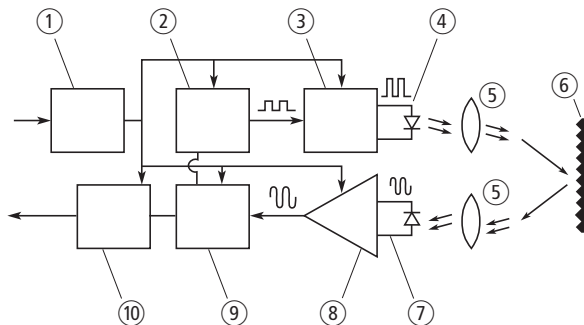 ① ② ③ ④
⑤ ⑥
⑤
⑩ ⑨ ⑧ ⑦